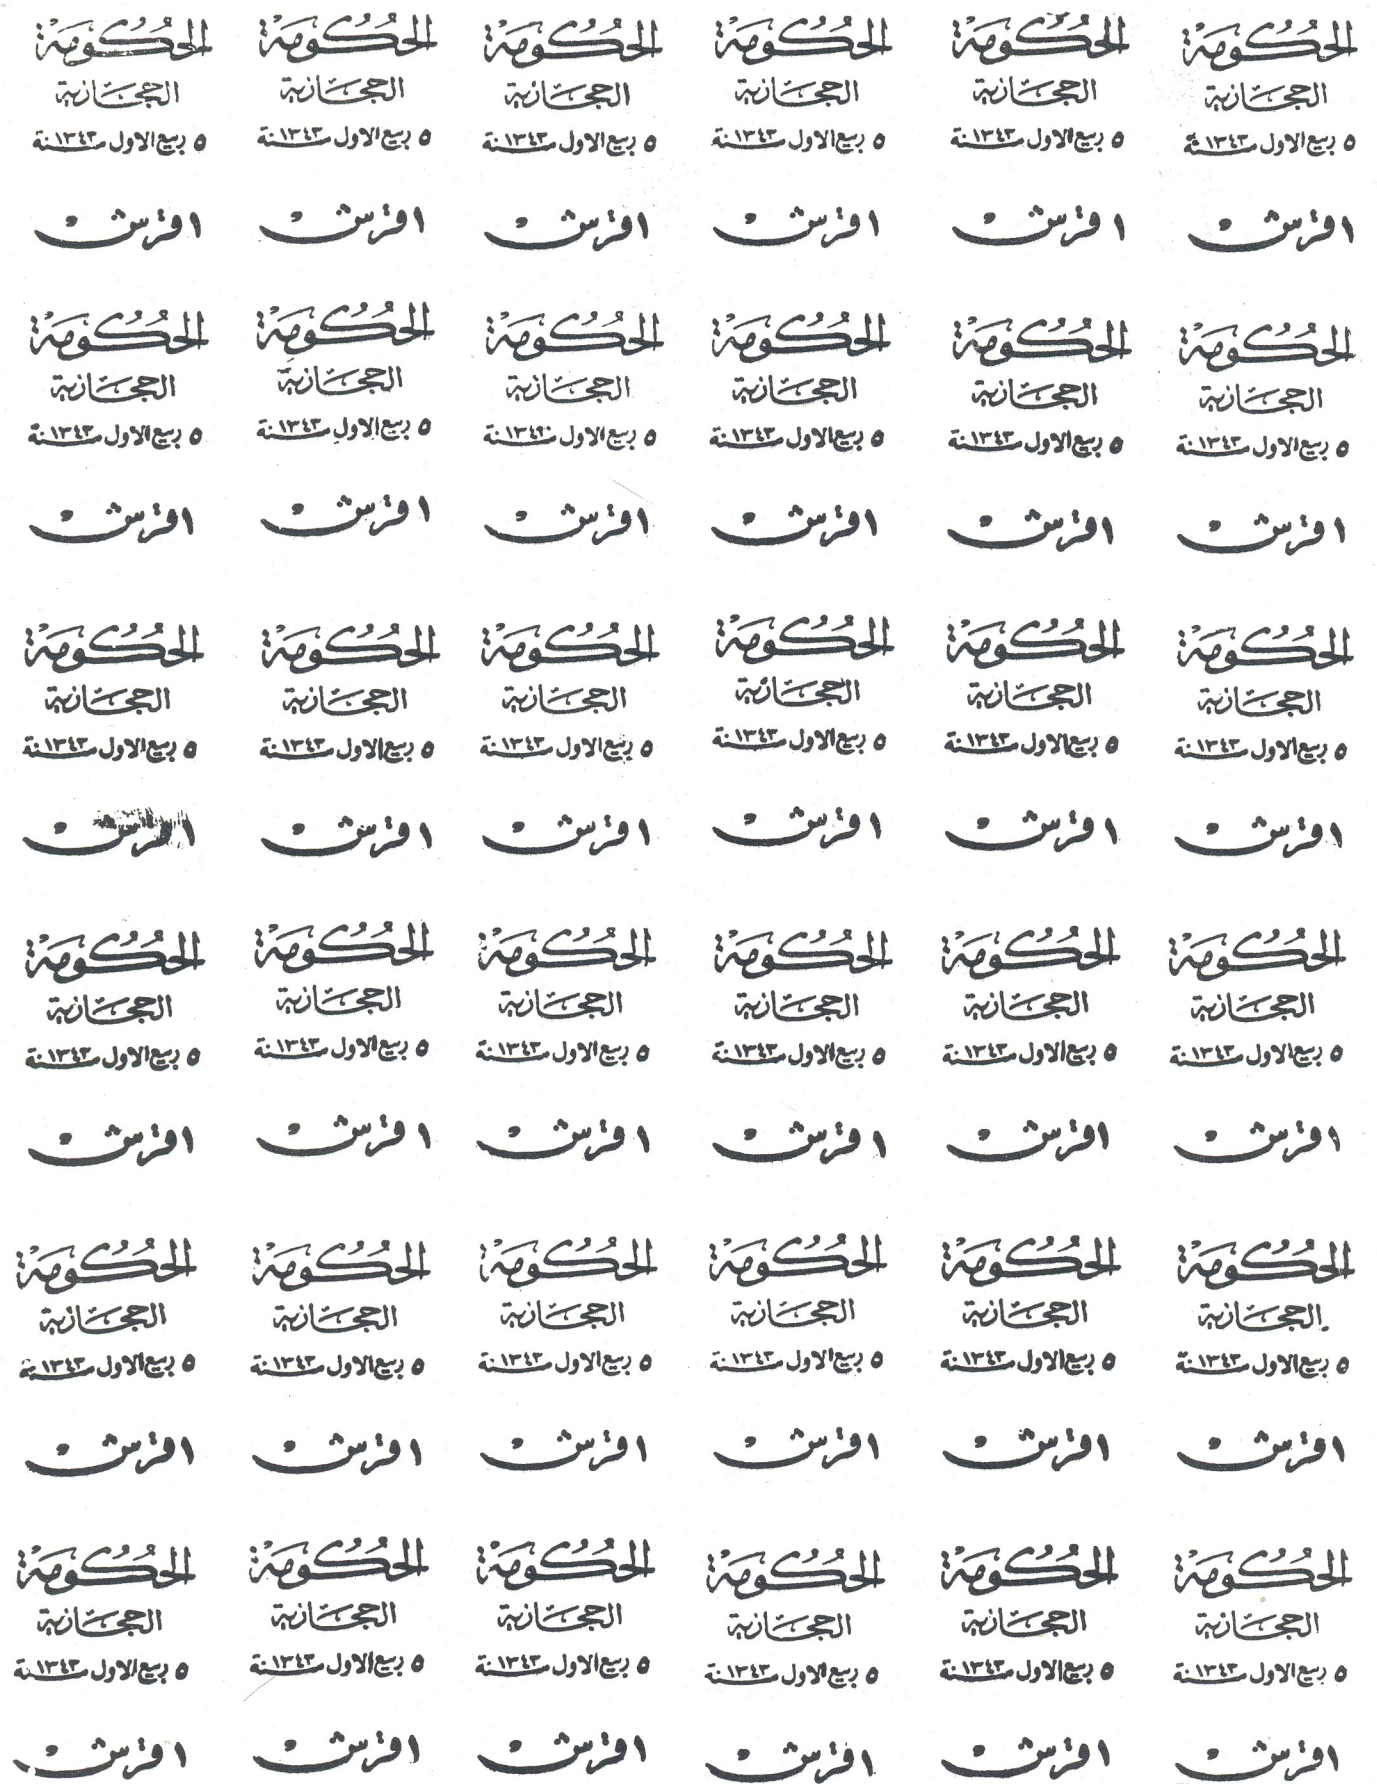 الحكومة الحكومة الحكومة الحكومة الحكومة الحكومة
الحجازية الحجازية الحجازية الحجازية الحجازية الحجازية
٥ ربيع الاول سنة ١٣٤٣ ٥ ربيع الاول سنة ١٣٤٣ ٥ ربيع الاول سنة ١٣٤٣ ٥ ربيع الاول سنة ١٣٤٣ ٥ ربيع الاول سنة ١٣٤٣ ٥ ربيع الاول سنة ١٣٤٣
١ قرش ١ قرش ١ قرش ١ قرش ١ قرش ١ قرش
الحكومة الحكومة الحكومة الحكومة الحكومة الحكومة
الحجازية الحجازية الحجازية الحجازية الحجازية الحجازية
٥ ربيع الاول سنة ١٣٤٣ ٥ ربيع الاول سنة ١٣٤٣ ٥ ربيع الاول سنة ١٣٤٣ ٥ ربيع الاول سنة ١٣٤٣ ٥ ربيع الاول سنة ١٣٤٣ ٥ ربيع الاول سنة ١٣٤٣
١ قرش ١ قرش ١ قرش ١ قرش ١ قرش ١ قرش
الحكومة الحكومة الحكومة الحكومة الحكومة الحكومة
الحجازية الحجازية الحجازية الحجازية الحجازية الحجازية
٥ ربيع الاول سنة ١٣٤٣ ٥ ربيع الاول سنة ١٣٤٣ ٥ ربيع الاول سنة ١٣٤٣ ٥ ربيع الاول سنة ١٣٤٣ ٥ ربيع الاول سنة ١٣٤٣ ٥ ربيع الاول سنة ١٣٤٣
١ قرش ١ قرش ١ قرش ١ قرش ١ قرش ١ قرش
الحكومة الحكومة الحكومة الحكومة الحكومة الحكومة
الحجازية الحجازية الحجازية الحجازية الحجازية الحجازية
٥ ربيع الاول سنة ١٣٤٣ ٥ ربيع الاول سنة ١٣٤٣ ٥ ربيع الاول سنة ١٣٤٣ ٥ ربيع الاول سنة ١٣٤٣ ٥ ربيع الاول سنة ١٣٤٣ ٥ ربيع الاول سنة ١٣٤٣
١ قرش ١ قرش ١ قرش ١ قرش ١ قرش ١ قرش
الحكومة الحكومة الحكومة الحكومة الحكومة الحكومة
الحجازية الحجازية الحجازية الحجازية الحجازية الحجازية
٥ ربيع الاول سنة ١٣٤٣ ٥ ربيع الاول سنة ١٣٤٣ ٥ ربيع الاول سنة ١٣٤٣ ٥ ربيع الاول سنة ١٣٤٣ ٥ ربيع الاول سنة ١٣٤٣ ٥ ربيع الاول سنة ١٣٤٣
١ قرش ١ قرش ١ قرش ١ قرش ١ قرش ١ قرش
الحكومة الحكومة الحكومة الحكومة الحكومة الحكومة
الحجازية الحجازية الحجازية الحجازية الحجازية الحجازية
٥ ربيع الاول سنة ١٣٤٣ ٥ ربيع الاول سنة ١٣٤٣ ٥ ربيع الاول سنة ١٣٤٣ ٥ ربيع الاول سنة ١٣٤٣ ٥ ربيع الاول سنة ١٣٤٣ ٥ ربيع الاول سنة ١٣٤٣
١ قرش ١ قرش ١ قرش ١ قرش ١ قرش ١ قرش